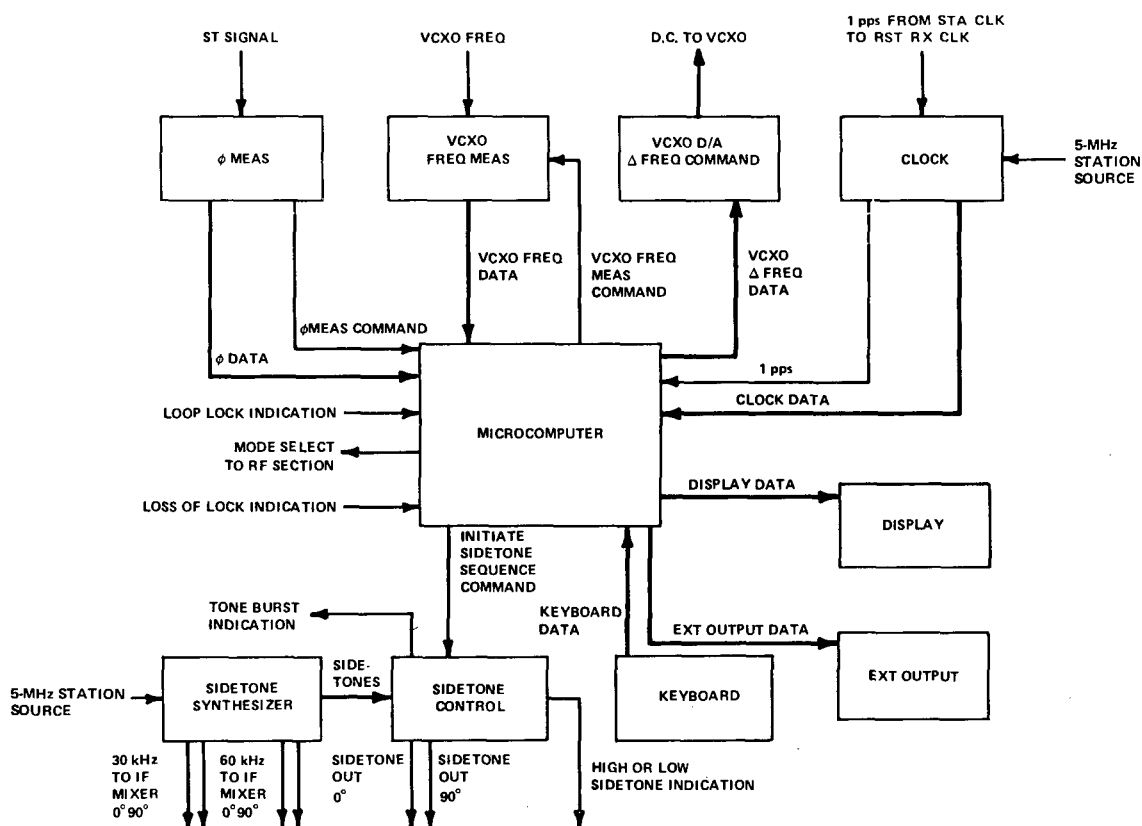 ST SIGNAL
VCXO FREQ
D.C. TO VCXO
1 pps FROM STA CLK
TO RST RX CLK
φ MEAS
VCXO
FREQ MEAS
VCXO D/A
Δ FREQ COMMAND
CLOCK
5-MHz
STATION
SOURCE
VCXO FREQ
DATA
VCXO FREQ
MEAS
COMMAND
VCXO
Δ FREQ
DATA
φMEAS COMMAND
φ DATA
1 pps
CLOCK DATA
LOOP LOCK INDICATION
MICROCOMPUTER
MODE SELECT
TO RF SECTION
LOSS OF LOCK INDICATION
DISPLAY DATA
DISPLAY
INITIATE
SIDETONE
SEQUENCE
COMMAND
TONE BURST
INDICATION
KEYBOARD
DATA
EXT OUTPUT DATA
EXT OUTPUT
5-MHz STATION
SOURCE
SIDETONE
SYNTHESIZER
SIDE-
TONES
SIDETONE
CONTROL
KEYBOARD
30 kHz
TO IF
MIXER
0° 90°
60 kHz
TO IF
MIXER
0° 90°
SIDETONE
OUT
0°
SIDETONE
OUT
90°
HIGH OR LOW
SIDETONE INDICATION